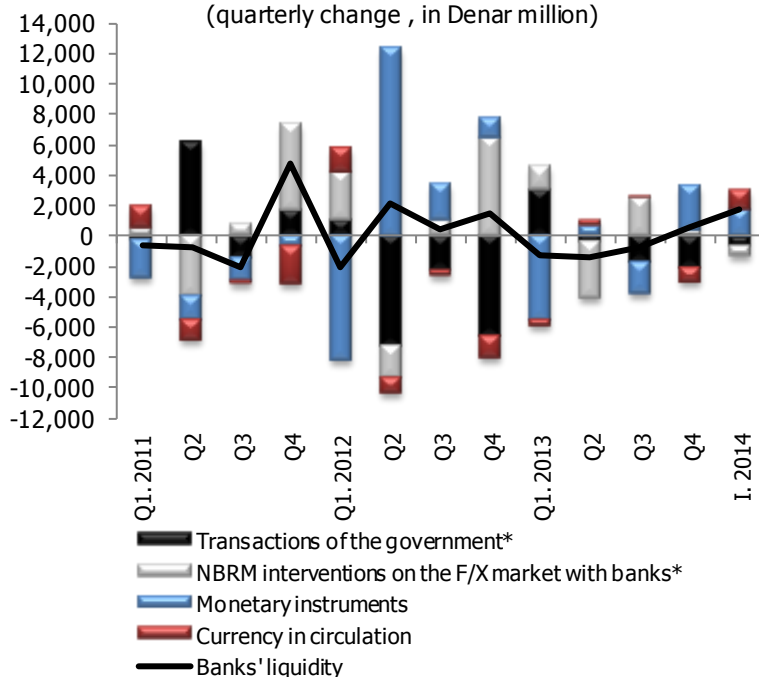 (quarterly change , in Denar million)
14,000
12,000
10,000
8,000
6,000
4,000
2,000
0
-2,000
-4,000
-6,000
-8,000
-10,000
-12,000
Q1. 2011
Q2
Q3
Q4
Q1. 2012
Q2
Q3
Q4
Q1. 2013
Q2
Q3
Q4
I. 2014
Transactions of the government*
NBRM interventions on the F/X market with banks*
Monetary instruments
Currency in circulation
Banks' liquidity